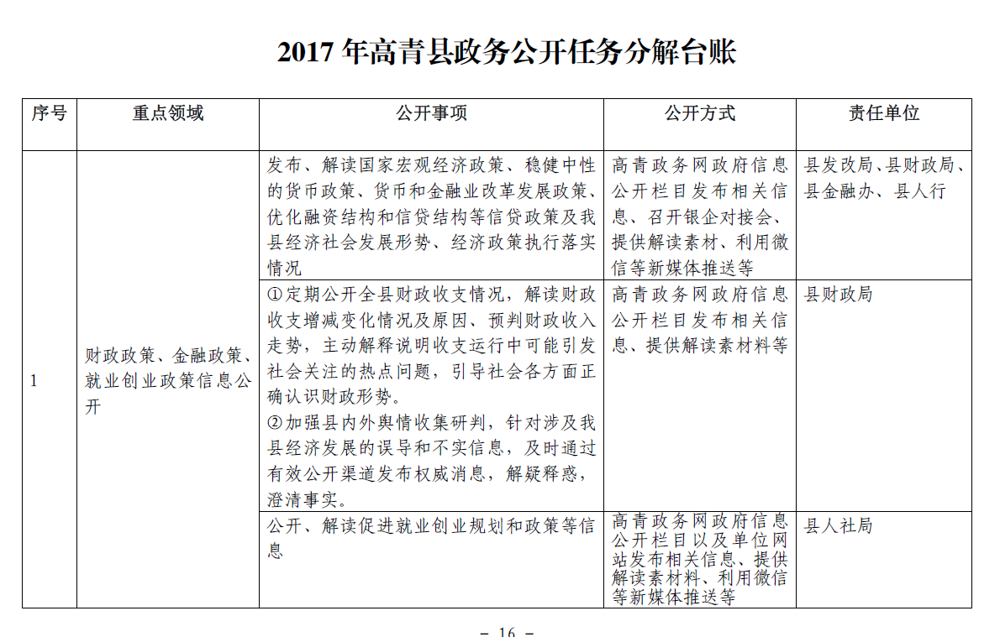 2017 年高青县政务公开任务分解台账
序号
重点领域
公开事项
公开方式
责任单位
1
财政政策、金融政策、
就业创业政策信息公
开
发布、解读国家宏观经济政策、稳健中性
的货币政策、货币和金融业改革发展政策、
优化融资结构和信贷结构等信贷政策及我
县经济社会发展形势、经济政策执行落实
情况
高青政务网政府信息
公开栏目发布相关信
息、召开银企对接会、
提供解读素材、利用微
信等新媒体推送等
县发改局、县财政局、
县金融办、县人行
①定期公开全县财政收支情况，解读财政
收支增减变化情况及原因、预判财政收入
走势，主动解释说明收支运行中可能引发
社会关注的热点问题，引导社会各方面正
确认识财政形势。
②加强县内外舆情收集研判，针对涉及我
县经济发展的误导和不实信息，及时通过
有效公开渠道发布权威消息，解疑释惑，
澄清事实。
高青政务网政府信息
公开栏目发布相关信
息、提供解读素材料等
县财政局
公开、解读促进就业创业规划和政策等信
息
高青政务网政府信息
公开栏目以及单位网
站发布相关信息、提供
解读素材料、利用微信
等新媒体推送等
县人社局
- 16 -